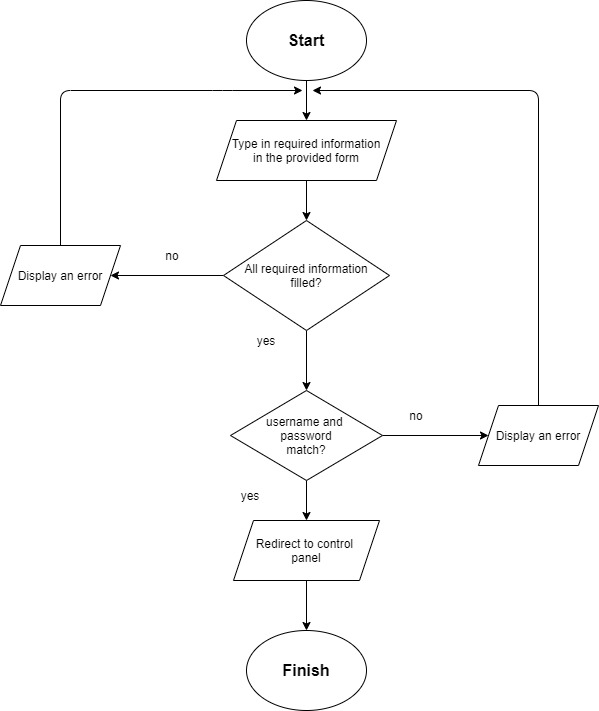 Start
Type in required information
in the provided form
no
Display an error
All required information
filled?
yes
username and
password
match?
no
Display an error
yes
Redirect to control
panel
Finish